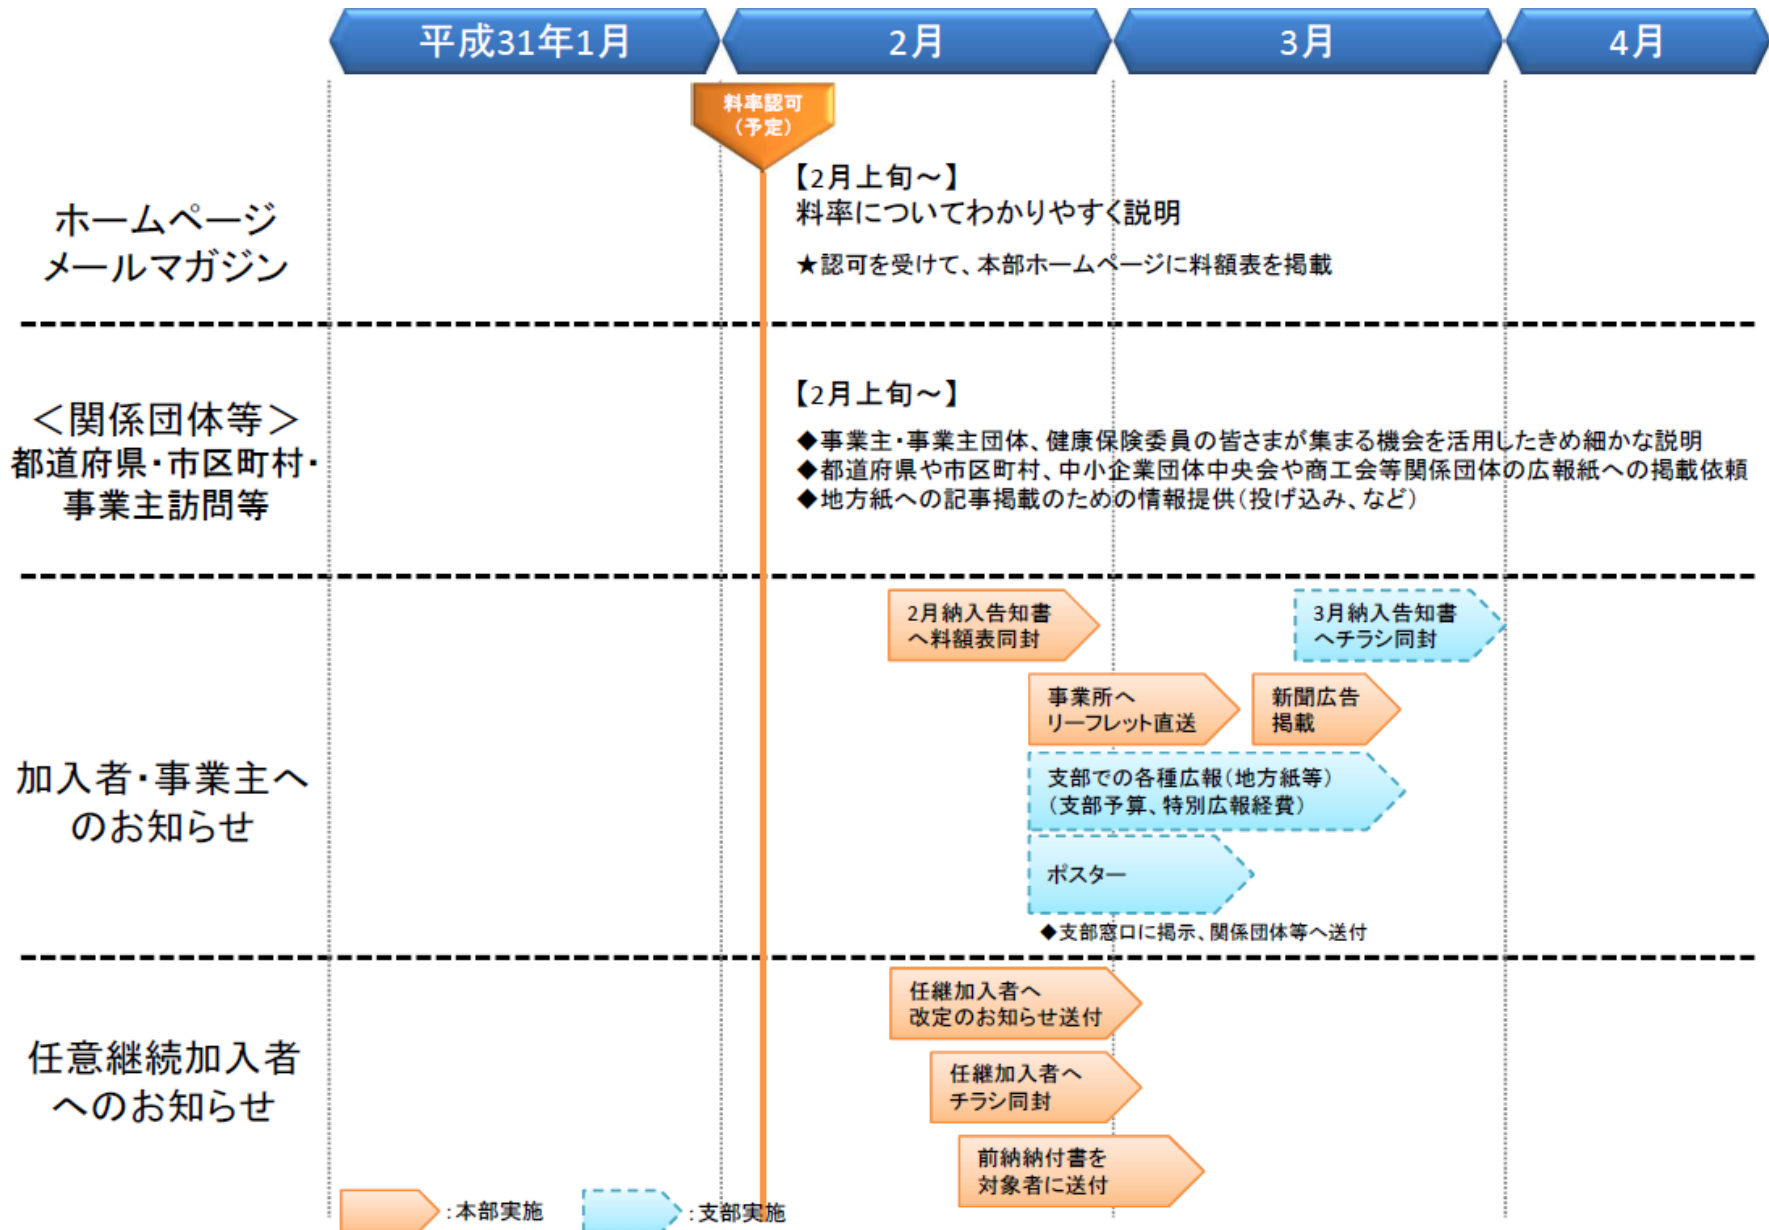 平成31年1月
2月
3月
4月
料率認可
(予定)
ホームページ
メールマガジン
【2月上旬～】
料率についてわかりやすく説明
★認可を受けて、本部ホームページに料額表を掲載
＜関係団体等＞
都道府県・市区町村・
事業主訪問等
【2月上旬～】
◆事業主・事業主団体、健康保険委員の皆さまが集まる機会を活用したきめ細かな説明
◆都道府県や市区町村、中小企業団体中央会や商工会等関係団体の広報紙への掲載依頼
◆地方紙への記事掲載のための情報提供(投げ込み、など)
加入者・事業主へ
のお知らせ
2月納入告知書
へ料額表同封
3月納入告知書
へチラシ同封
事業所へ
リーフレット直送
新聞広告
掲載
支部での各種広報(地方紙等)
(支部予算、特別広報経費)
ポスター
◆支部窓口に掲示、関係団体等へ送付
任意継続加入者
へのお知らせ
任継加入者へ
改定のお知らせ送付
任継加入者へ
チラシ同封
前納納付書を
対象者に送付
：本部実施
：支部実施